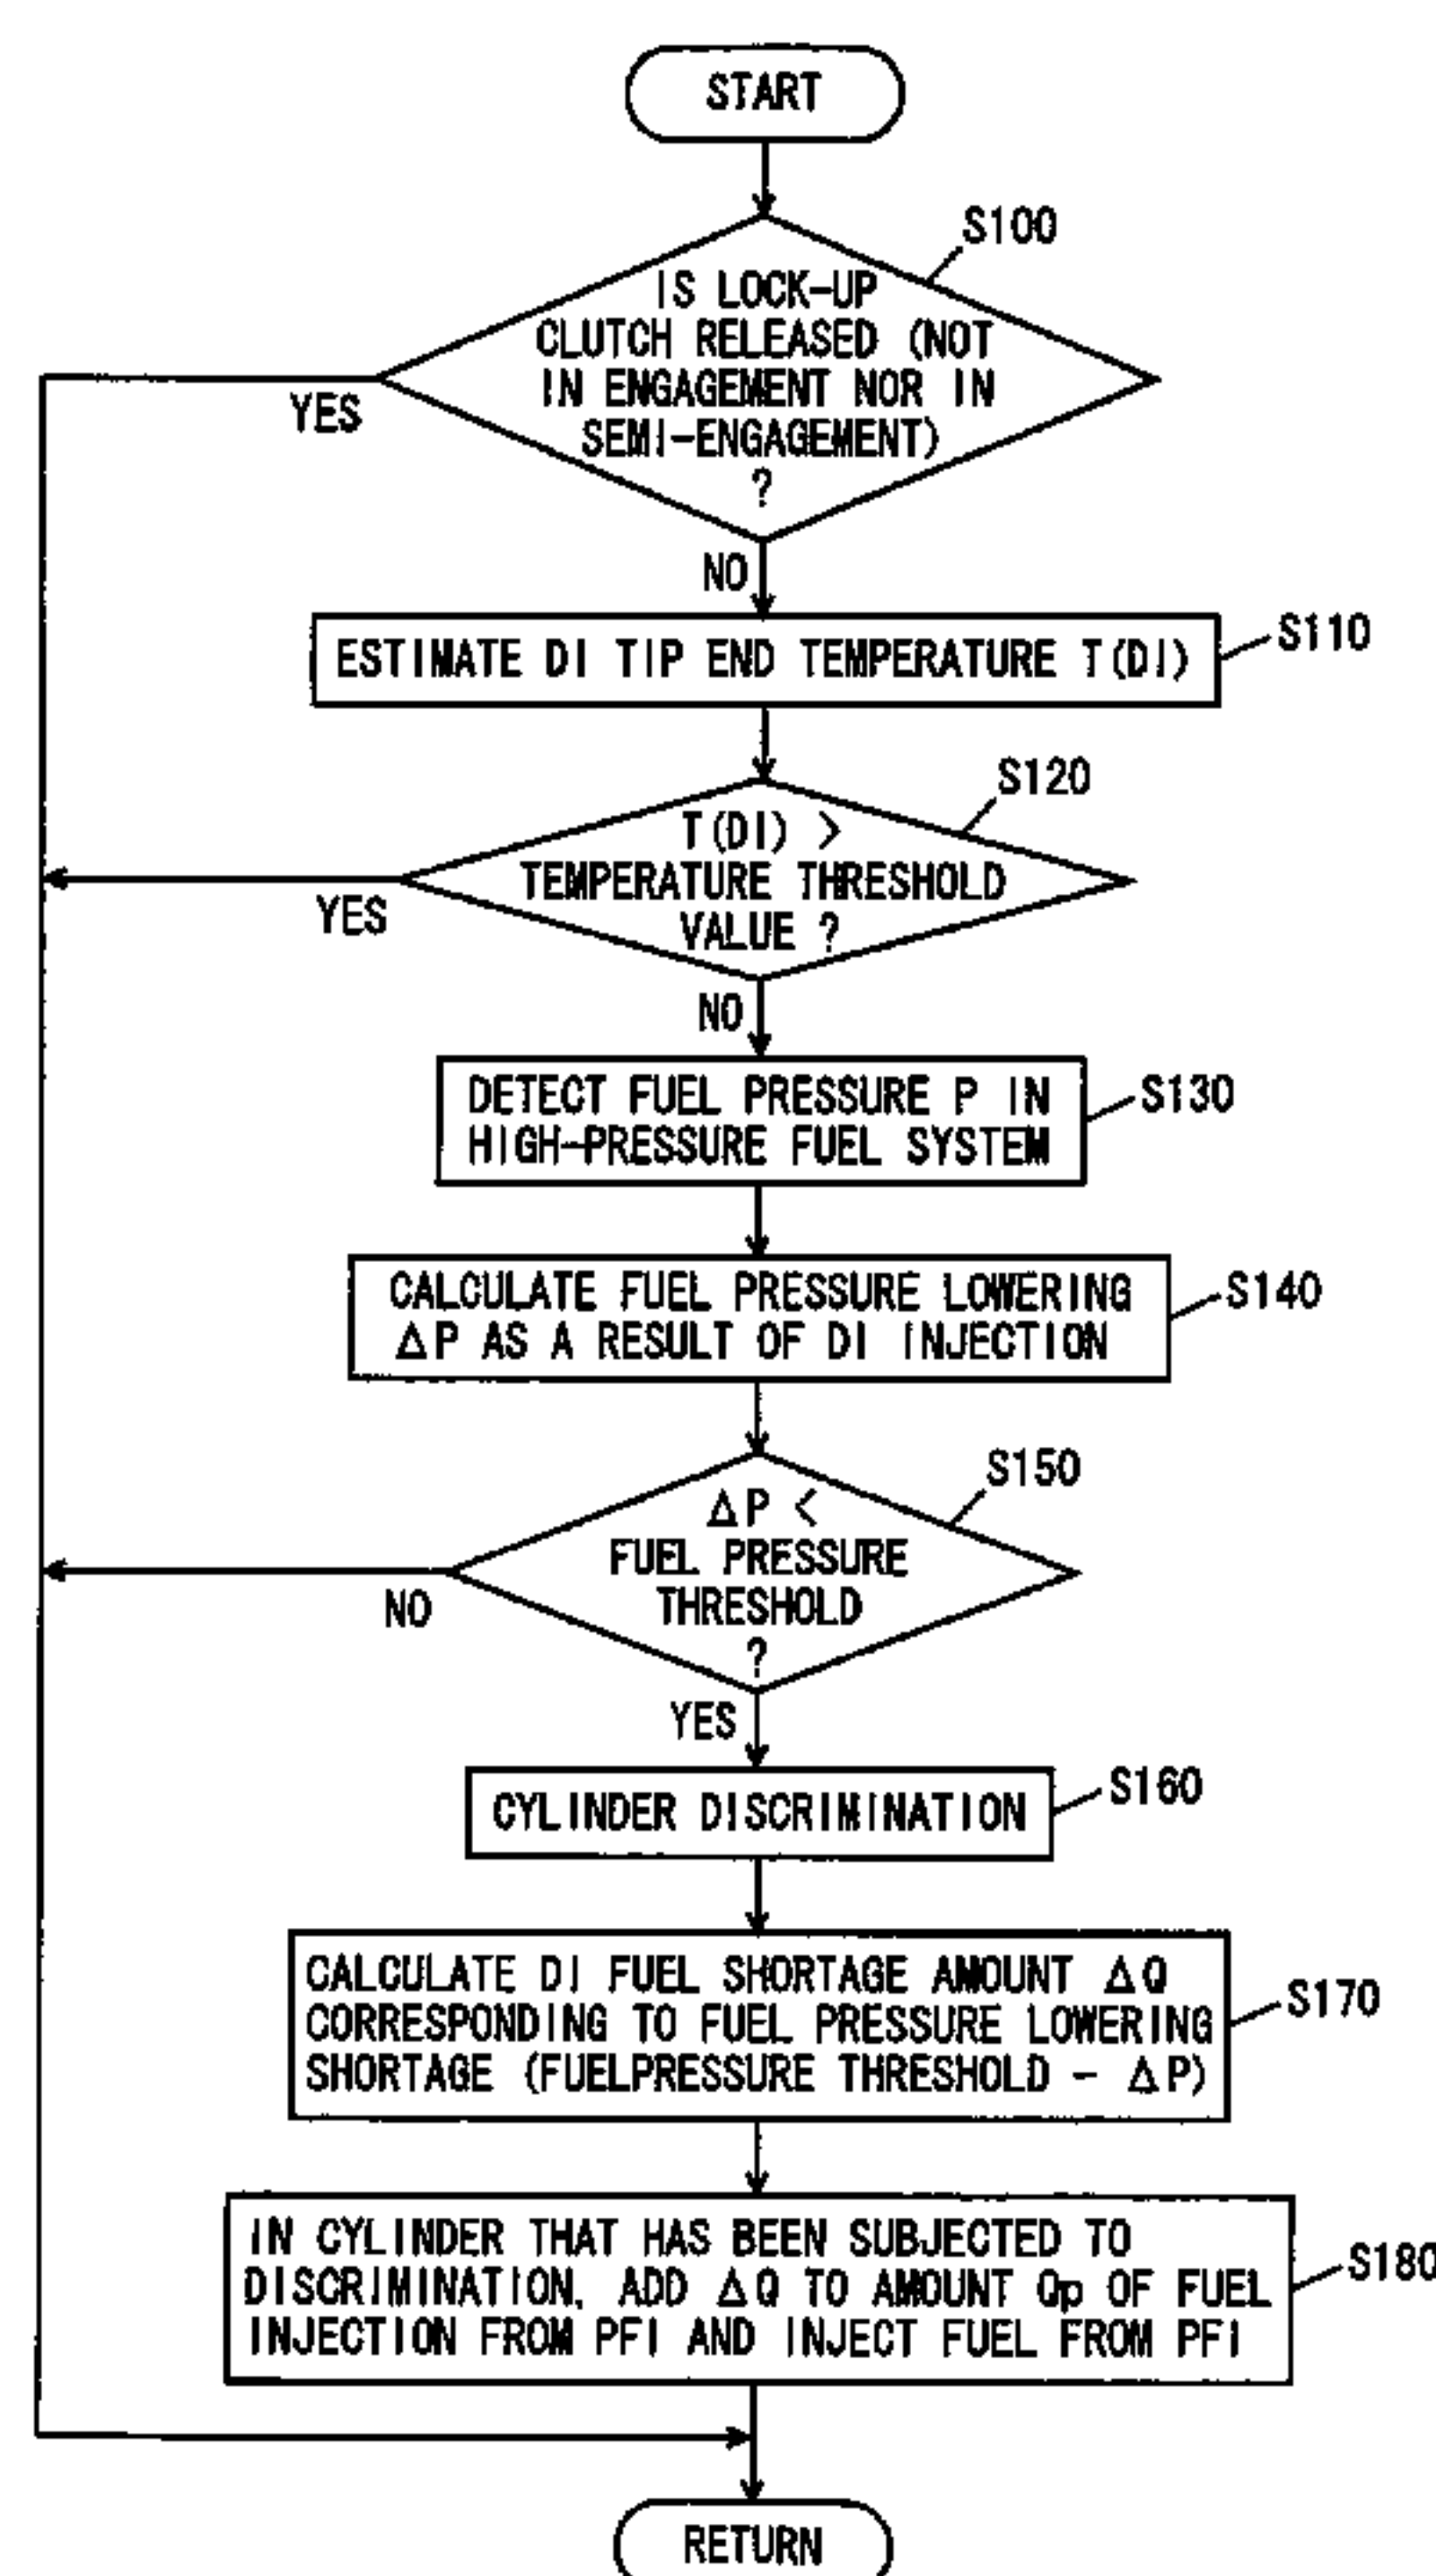 START
S100
IS LOCK-UP
CLUTCH RELEASED (NOT
IN ENGAGEMENT NOR IN
SEMI-ENGAGEMENT)
?
YES
NO
ESTIMATE DI TIP END TEMPERATURE T(DI)
S110
S120
T(DI) >
TEMPERATURE THRESHOLD
VALUE ?
YES
NO
DETECT FUEL PRESSURE P IN
HIGH-PRESSURE FUEL SYSTEM
S130
CALCULATE FUEL PRESSURE LOWERING
ΔP AS A RESULT OF DI INJECTION
S140
S150
ΔP <
FUEL PRESSURE
THRESHOLD
?
NO
YES
CYLINDER DISCRIMINATION
S160
CALCULATE DI FUEL SHORTAGE AMOUNT ΔQ
CORRESPONDING TO FUEL PRESSURE LOWERING
SHORTAGE (FUELPRESSURE THRESHOLD - ΔP)
S170
IN CYLINDER THAT HAS BEEN SUBJECTED TO
DISCRIMINATION, ADD ΔQ TO AMOUNT Qp OF FUEL
INJECTION FROM PFI AND INJECT FUEL FROM PFI
S180
RETURN